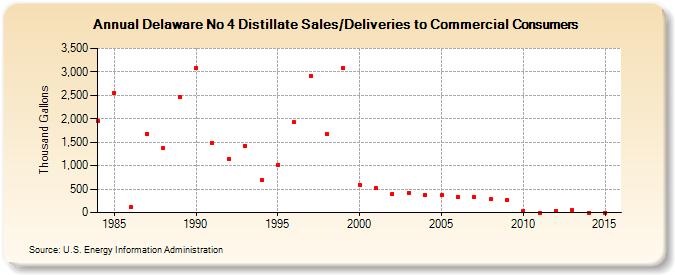 Annual Delaware No 4 Distillate Sales/Deliveries to Commercial Consumers
Thousand Gallons
3,500
3,000
2,500
2,000
1,500
1,000
500
0
1985 1990 1995 2000 2005 2010 2015
Source: U.S. Energy Information Administration